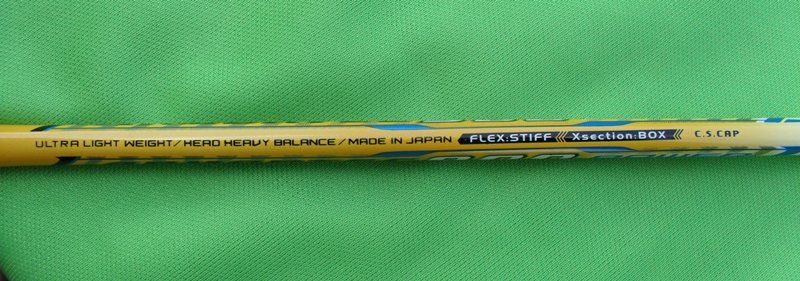 ULTRA LIGHT WEIGHT/HEAD HEAVY BALANCE/MADE IN JAPAN FLEX:STIFF Xsection:BOX C.S.CAP